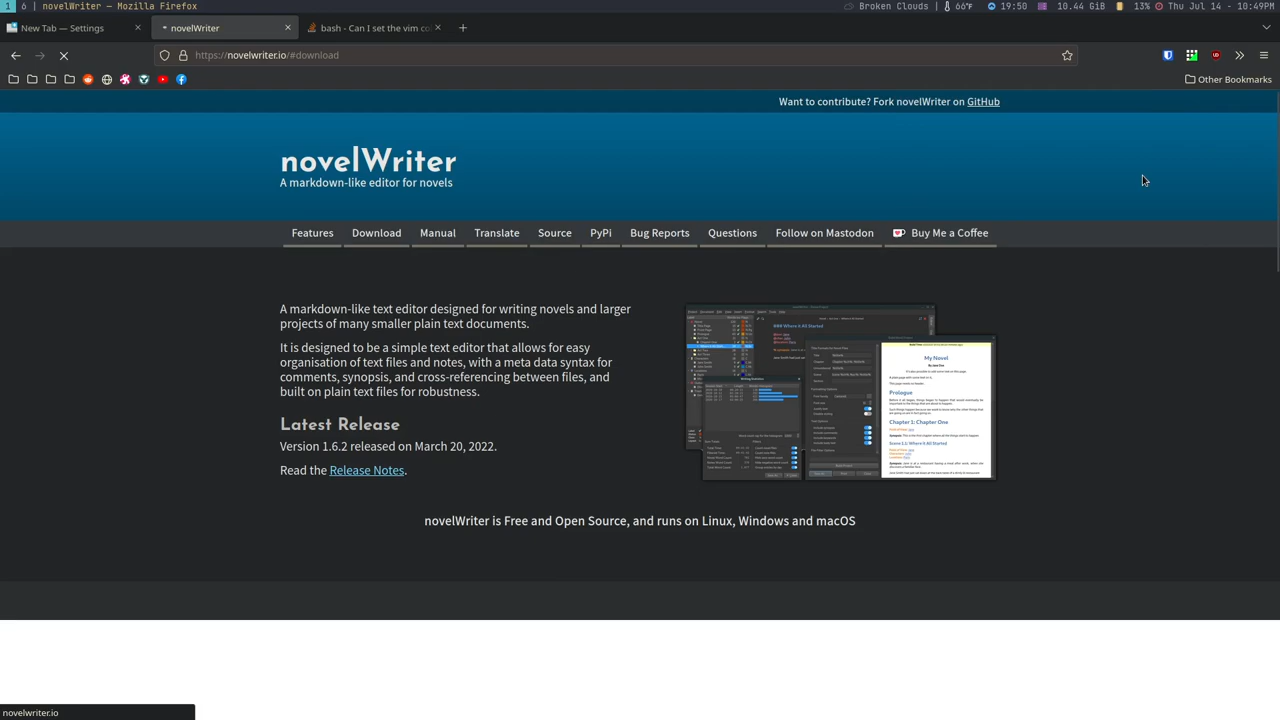 1 6 | novelWriter — Mozilla Firefox
Broken Clouds 66°F 19:50 10.44 GiB 13% Thu Jul 14 - 10:49PM
New Tab — Settings
novelWriter
bash - Can I set the vim co
https://novelwriter.io/#download
Other Bookmarks
Want to contribute? Fork novelWriter on GitHub
novelWriter
A markdown-like editor for novels
Features Download Manual Translate Source PyPi Bug Reports Questions Follow on Mastodon Buy Me a Coffee
A markdown-like text editor designed for writing novels and larger
projects of many smaller plain text documents.
It is designed to be a simple text editor that allows for easy
organisation of text files and notes, with a meta data syntax for
comments, synopsis, and cross-referencing between files, and
built on plain text files for robustness.
Latest Release
Version 1.6.2 released on March 20, 2022.
Read the Release Notes.
### Where it All Started
My Novel
By Jane Doe
Prologue
Chapter 1: Chapter One
novelWriter is Free and Open Source, and runs on Linux, Windows and macOS
novelwriter.io